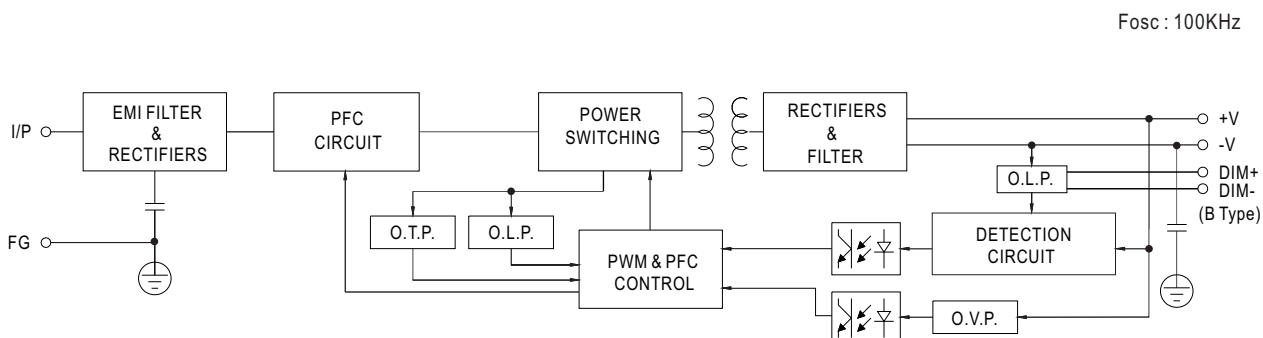 Fosc : 100KHz
I/P
EMI FILTER
&
RECTIFIERS
PFC
CIRCUIT
POWER
SWITCHING
RECTIFIERS
&
FILTER
+V
-V
O.L.P.
DIM+
DIM-
(B Type)
FG
O.T.P.
O.L.P.
PWM & PFC
CONTROL
DETECTION
CIRCUIT
O.V.P.